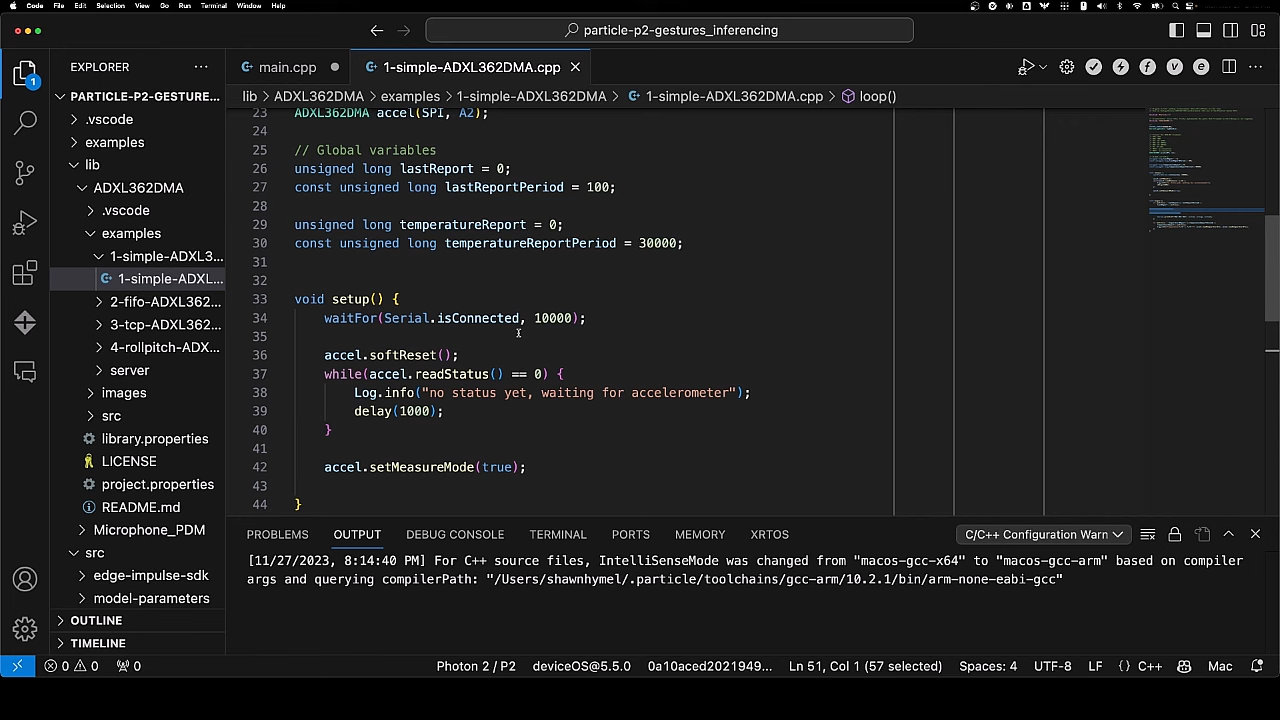 Code File Edit Selection View Go Run Terminal Window Help
particle-p2-gestures_inferencing
EXPLORER
main.cpp
1-simple-ADXL362DMA.cpp
lib > ADXL362DMA > examples > 1-simple-ADXL362DMA > 1-simple-ADXL362DMA.cpp > loop()
1
PARTICLE-P2-GESTURE...
.vscode
examples
lib
ADXL362DMA
.vscode
examples
1-simple-ADXL3...
1-simple-ADXL...
2-fifo-ADXL362...
3-tcp-ADXL362...
4-rollpitch-ADX...
server
images
src
library.properties
LICENSE
project.properties
README.md
Microphone_PDM
src
edge-impulse-sdk
model-parameters
OUTLINE
TIMELINE
23 ADXL362DMA accel(SPI, A2);
24
25 // Global variables
26 unsigned long lastReport = 0;
27 const unsigned long lastReportPeriod = 100;
28
29 unsigned long temperatureReport = 0;
30 const unsigned long temperatureReportPeriod = 30000;
31
32
33 void setup() {
34 waitFor(Serial.isConnected, 10000);
35
36 accel.softReset();
37 while(accel.readStatus() == 0) {
38 Log.info("no status yet, waiting for accelerometer");
39 delay(1000);
40 }
41
42 accel.setMeasureMode(true);
43
44 }
PROBLEMS OUTPUT DEBUG CONSOLE TERMINAL PORTS MEMORY XRTOS
C/C++ Configuration Warn
[11/27/2023, 8:14:40 PM] For C++ source files, IntelliSenseMode was changed from "macos-gcc-x64" to "macos-gcc-arm" based on compiler
args and querying compilerPath: "/Users/shawnhymel/.particle/toolchains/gcc-arm/10.2.1/bin/arm-none-eabi-gcc"
0 0 0 Photon 2 / P2 deviceOS@5.5.0 0a10aced2021949... Ln 51, Col 1 (57 selected) Spaces: 4 UTF-8 LF {} C++ Mac